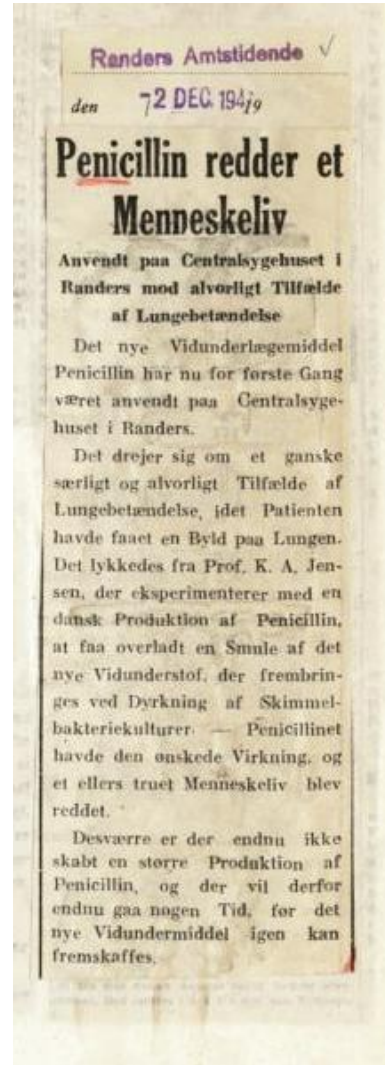 Randers Amtstidende ✓
den 72 DEC. 194/9
Penicillin redder et
Menneskeliv
Anvendt paa Centralsygehuset i
Randers mod alvorligt Tilfælde
af Lungebetændelse
Det nye Vidunderlægemiddel
Penicillin har nu for første Gang
været anvendt paa Centralsyge-
huset i Randers.
Det drejer sig om et ganske
særligt og alvorligt Tilfælde af
Lungebetændelse, idet Patienten
havde faaet en Byld paa Lungen.
Det lykkedes fra Prof. K. A. Jen-
sen, der eksperimenterer med en
dansk Produktion af Penicillin,
at faa overladt en Smule af det
nye Vidunderstof, der frembrin-
ges ved Dyrkning af Skimmel-
bakteriekulturer. — Penicillinet
havde den ønskede Virkning, og
et ellers truet Menneskeliv blev
reddet.
Desværre er der endnu ikke
skabt en større Produktion af
Penicillin, og der vil derfor
endnu gaa nogen Tid, før det
nye Vidundermiddel igen kan
fremskaffes.